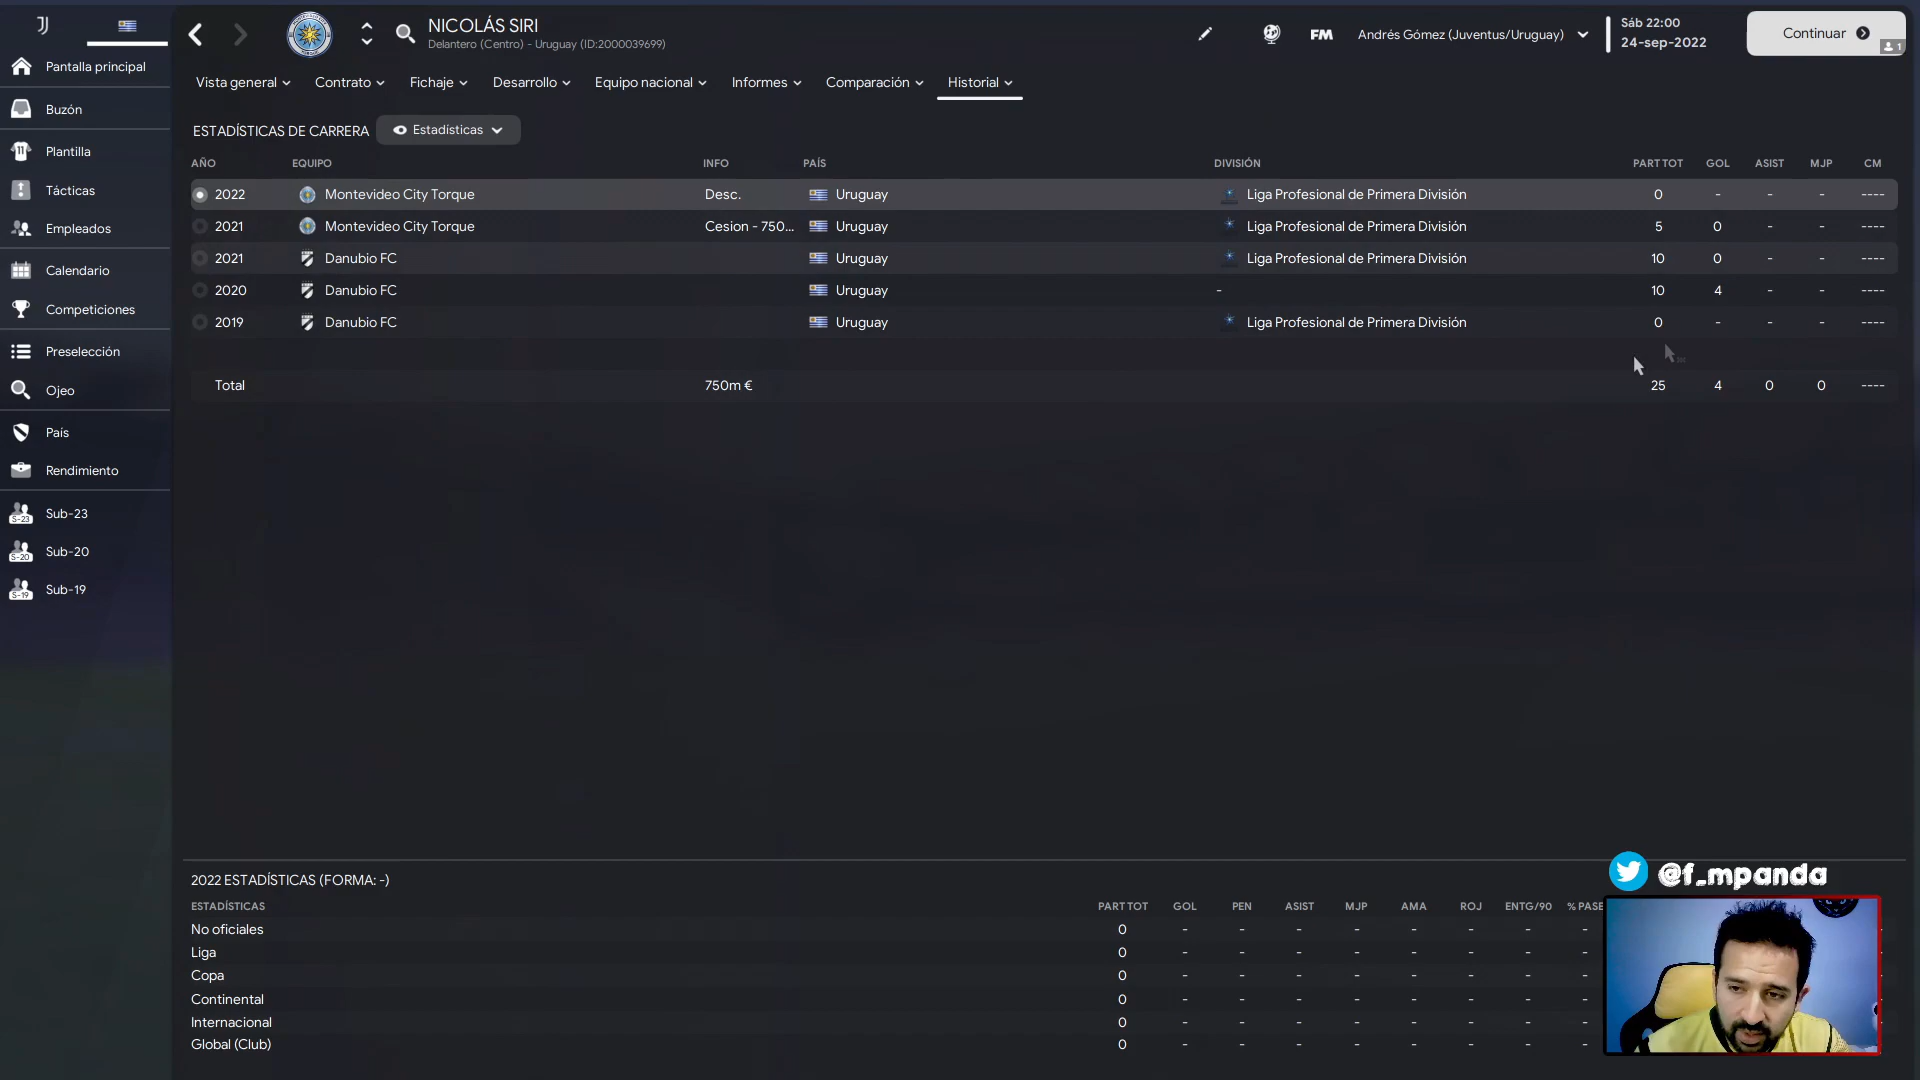 NICOLÁS SIRI
Delantero (Centro) - Uruguay (ID:2000039699)
FM
Andrés Gómez (Juventus/Uruguay)
Sáb 22:00
24-sep-2022
Continuar
1
Pantalla principal
Buzón
Plantilla
Tácticas
Empleados
Calendario
Competiciones
Preselección
Ojeo
País
Rendimiento
S-23 Sub-23
S-20 Sub-20
S-19 Sub-19
Vista general Contrato Fichaje Desarrollo Equipo nacional Informes Comparación Historial
ESTADÍSTICAS DE CARRERA Estadísticas
AÑO EQUIPO INFO PAÍS DIVISIÓN PART TOT GOL ASIST MJP CM
2022 Montevideo City Torque Desc. Uruguay Liga Profesional de Primera División 0 - - - ----
2021 Montevideo City Torque Cesion - 750... Uruguay Liga Profesional de Primera División 5 0 - - ----
2021 Danubio FC Uruguay Liga Profesional de Primera División 10 0 - - ----
2020 Danubio FC Uruguay - 10 4 - - ----
2019 Danubio FC Uruguay Liga Profesional de Primera División 0 - - - ----
Total 750m € 25 4 0 0 ----
2022 ESTADÍSTICAS (FORMA: -)
ESTADÍSTICAS PART TOT GOL PEN ASIST MJP AMA ROJ ENTG/90 % PASE
No oficiales 0 - - - - - - - -
Liga 0 - - - - - - - -
Copa 0 - - - - - - - -
Continental 0 - - - - - - - -
Internacional 0 - - - - - - - -
Global (Club) 0 - - - - - - - -
@f_mpanda